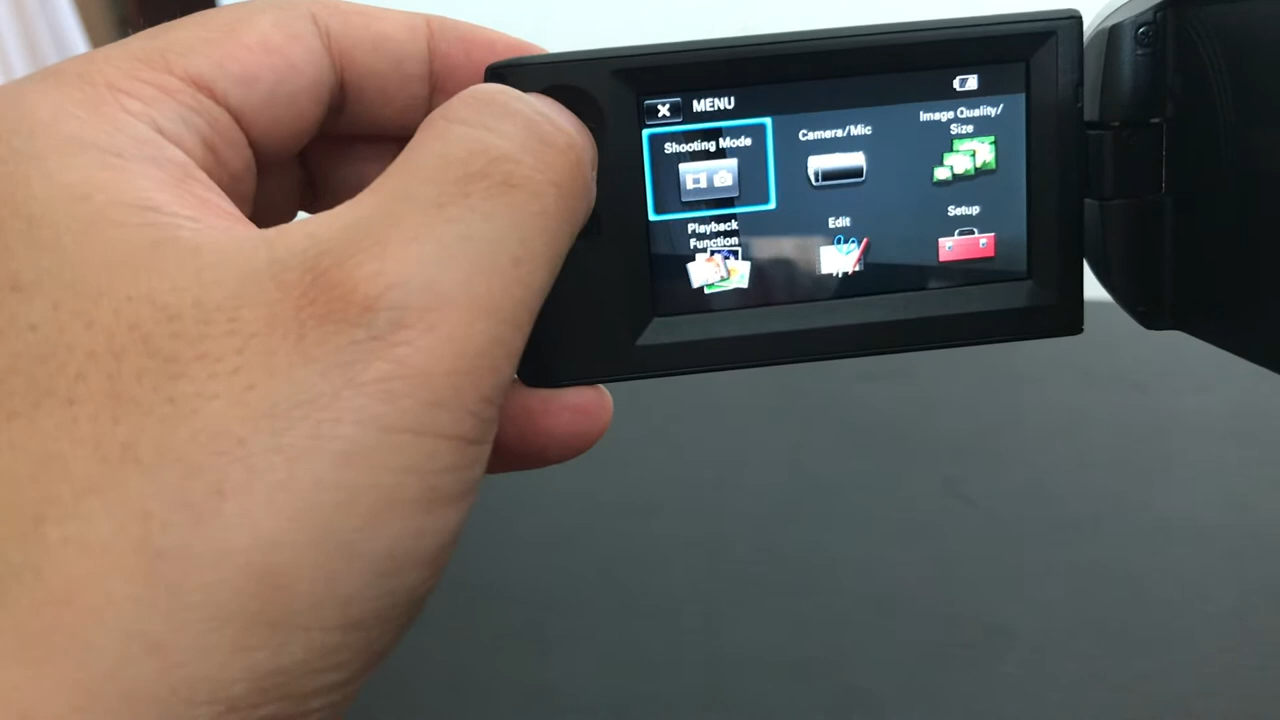 MENU
Shooting Mode
Camera/Mic
Image Quality/
Size
Playback
Function
Edit
Setup